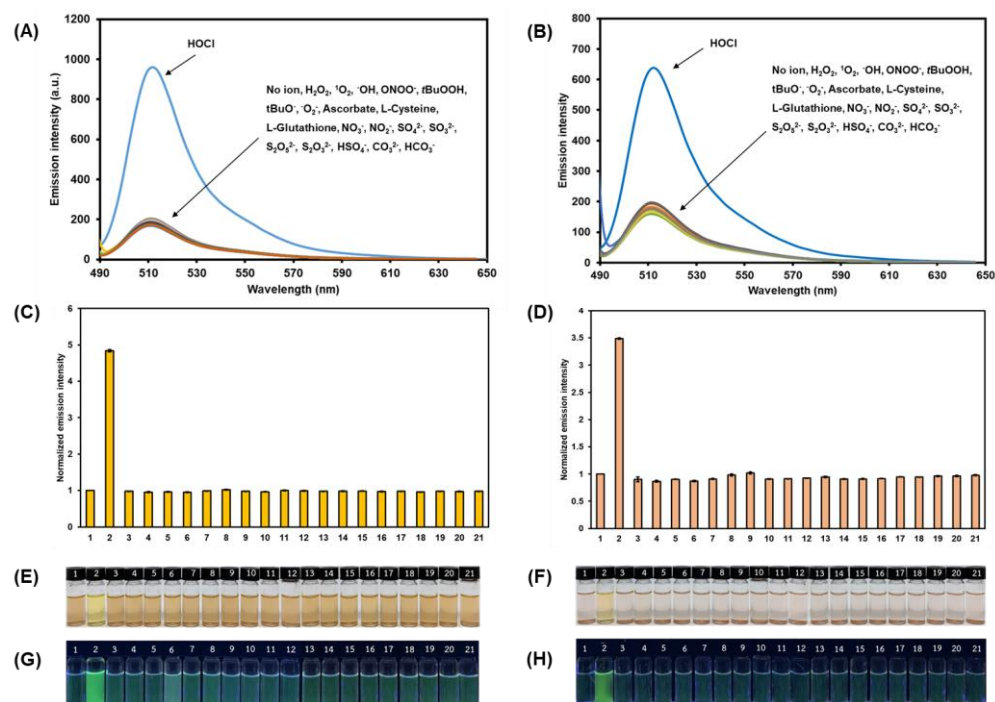 (A)
1200
1000
800
600
400
200
0
Emission intensity (a.u.)
HOCl
No ion, H₂O₂, ¹O₂, ·OH, ONOO⁻, tBuOOH,
tBuO·, ·O₂⁻, Ascorbate, L-Cysteine,
L-Glutathione, NO₃⁻, NO₂⁻, SO₄²⁻, SO₃²⁻,
S₂O₅²⁻, S₂O₃²⁻, HSO₄⁻, CO₃²⁻, HCO₃⁻
490 510 530 550 570 590 610 630 650
Wavelength (nm)
(B)
800
700
600
500
400
300
200
100
0
Emission intensity
HOCl
No ion, H₂O₂, ¹O₂, ·OH, ONOO⁻, tBuOOH,
tBuO·, ·O₂⁻, Ascorbate, L-Cysteine,
L-Glutathione, NO₃⁻, NO₂⁻, SO₄²⁻, SO₃²⁻,
S₂O₅²⁻, S₂O₃²⁻, HSO₄⁻, CO₃²⁻, HCO₃⁻
490 510 530 550 570 590 610 630 650
Wavelength (nm)
(C)
6
5
4
3
2
1
0
Normalized emission intensity
1 2 3 4 5 6 7 8 9 10 11 12 13 14 15 16 17 18 19 20 21
(D)
4
3.5
3
2.5
2
1.5
1
0.5
0
Normalized emission intensity
1 2 3 4 5 6 7 8 9 10 11 12 13 14 15 16 17 18 19 20 21
(E)
1 2 3 4 5 6 7 8 9 10 11 12 13 14 15 16 17 18 19 20 21
(F)
1 2 3 4 5 6 7 8 9 10 11 12 13 14 15 16 17 18 19 20 21
(G)
1 2 3 4 5 6 7 8 9 10 11 12 13 14 15 16 17 18 19 20 21
(H)
1 2 3 4 5 6 7 8 9 10 11 12 13 14 15 16 17 18 19 20 21